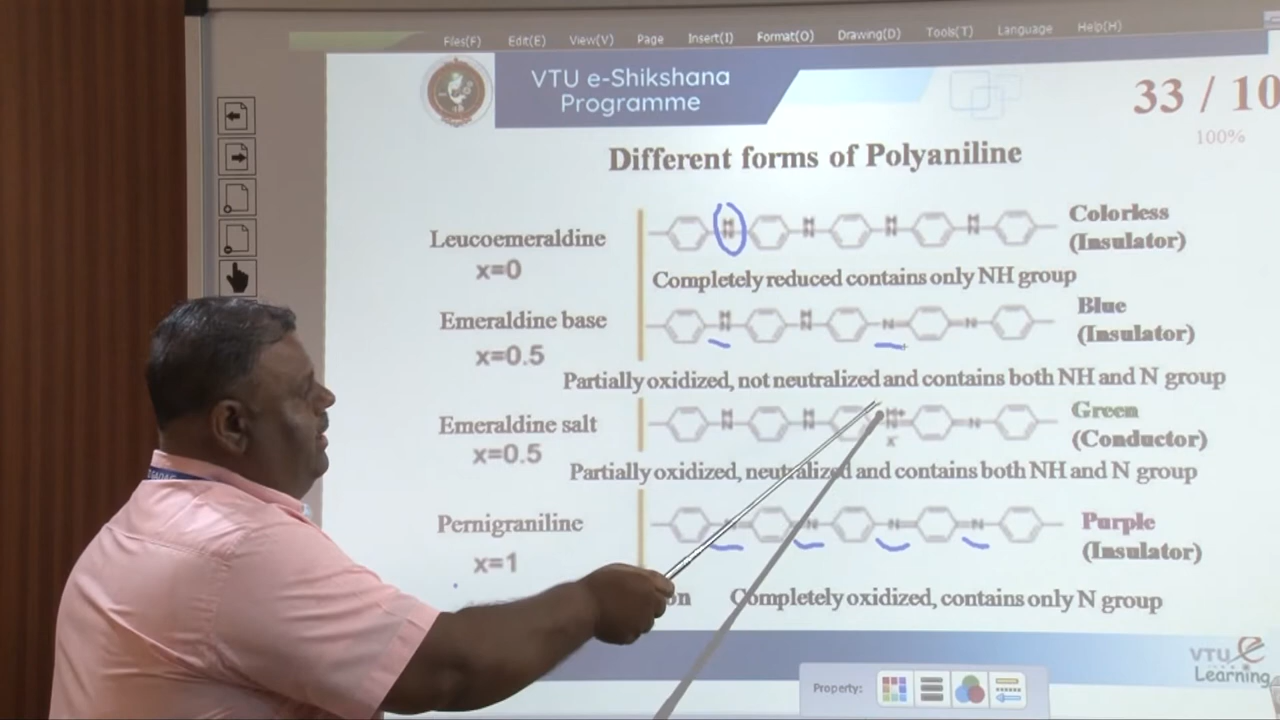 Files(F) Edit(E) View(V) Page Insert(I) Format(O) Drawing(D) Tools(T) Language Help(H)
VTU e-Shikshana
Programme
33 / 10
100%
Different forms of Polyaniline
Leucoemeraldine
x=0
Colorless
(Insulator)
Completely reduced contains only NH group
Emeraldine base
x=0.5
N N
Blue
(Insulator)
Partially oxidized, not neutralized and contains both NH and N group
Emeraldine salt
x=0.5
N
Green
(Conductor)
Partially oxidized, neutralized and contains both NH and N group
Pernigraniline
x=1
N N N
Purple
(Insulator)
Completely oxidized, contains only N group
VTU e
Learning
Property: